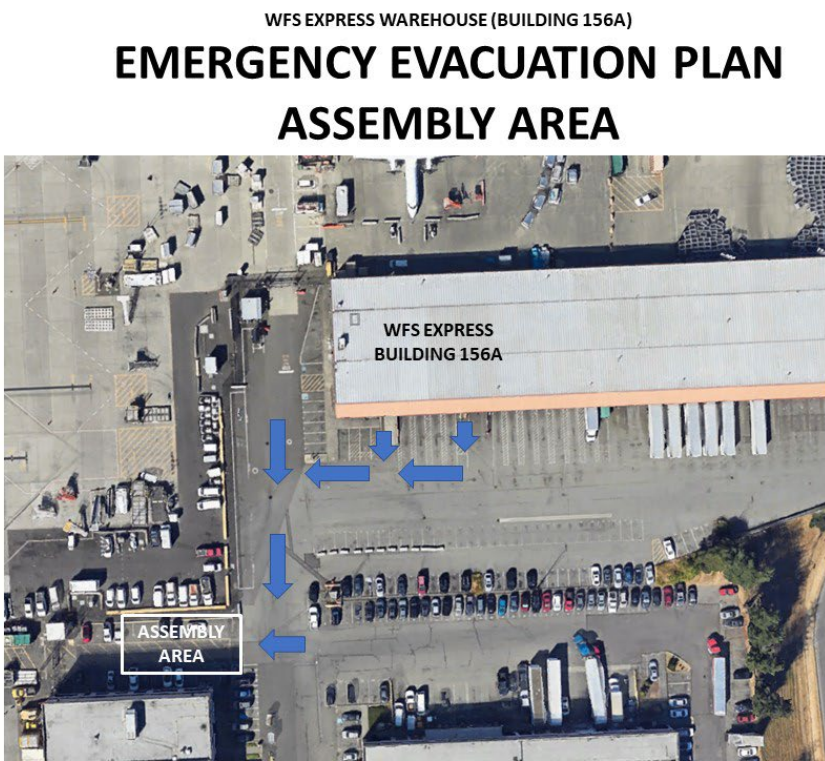 WFS EXPRESS WAREHOUSE (BUILDING 156A)
EMERGENCY EVACUATION PLAN
ASSEMBLY AREA
WFS EXPRESS
BUILDING 156A
ASSEMBLY
AREA